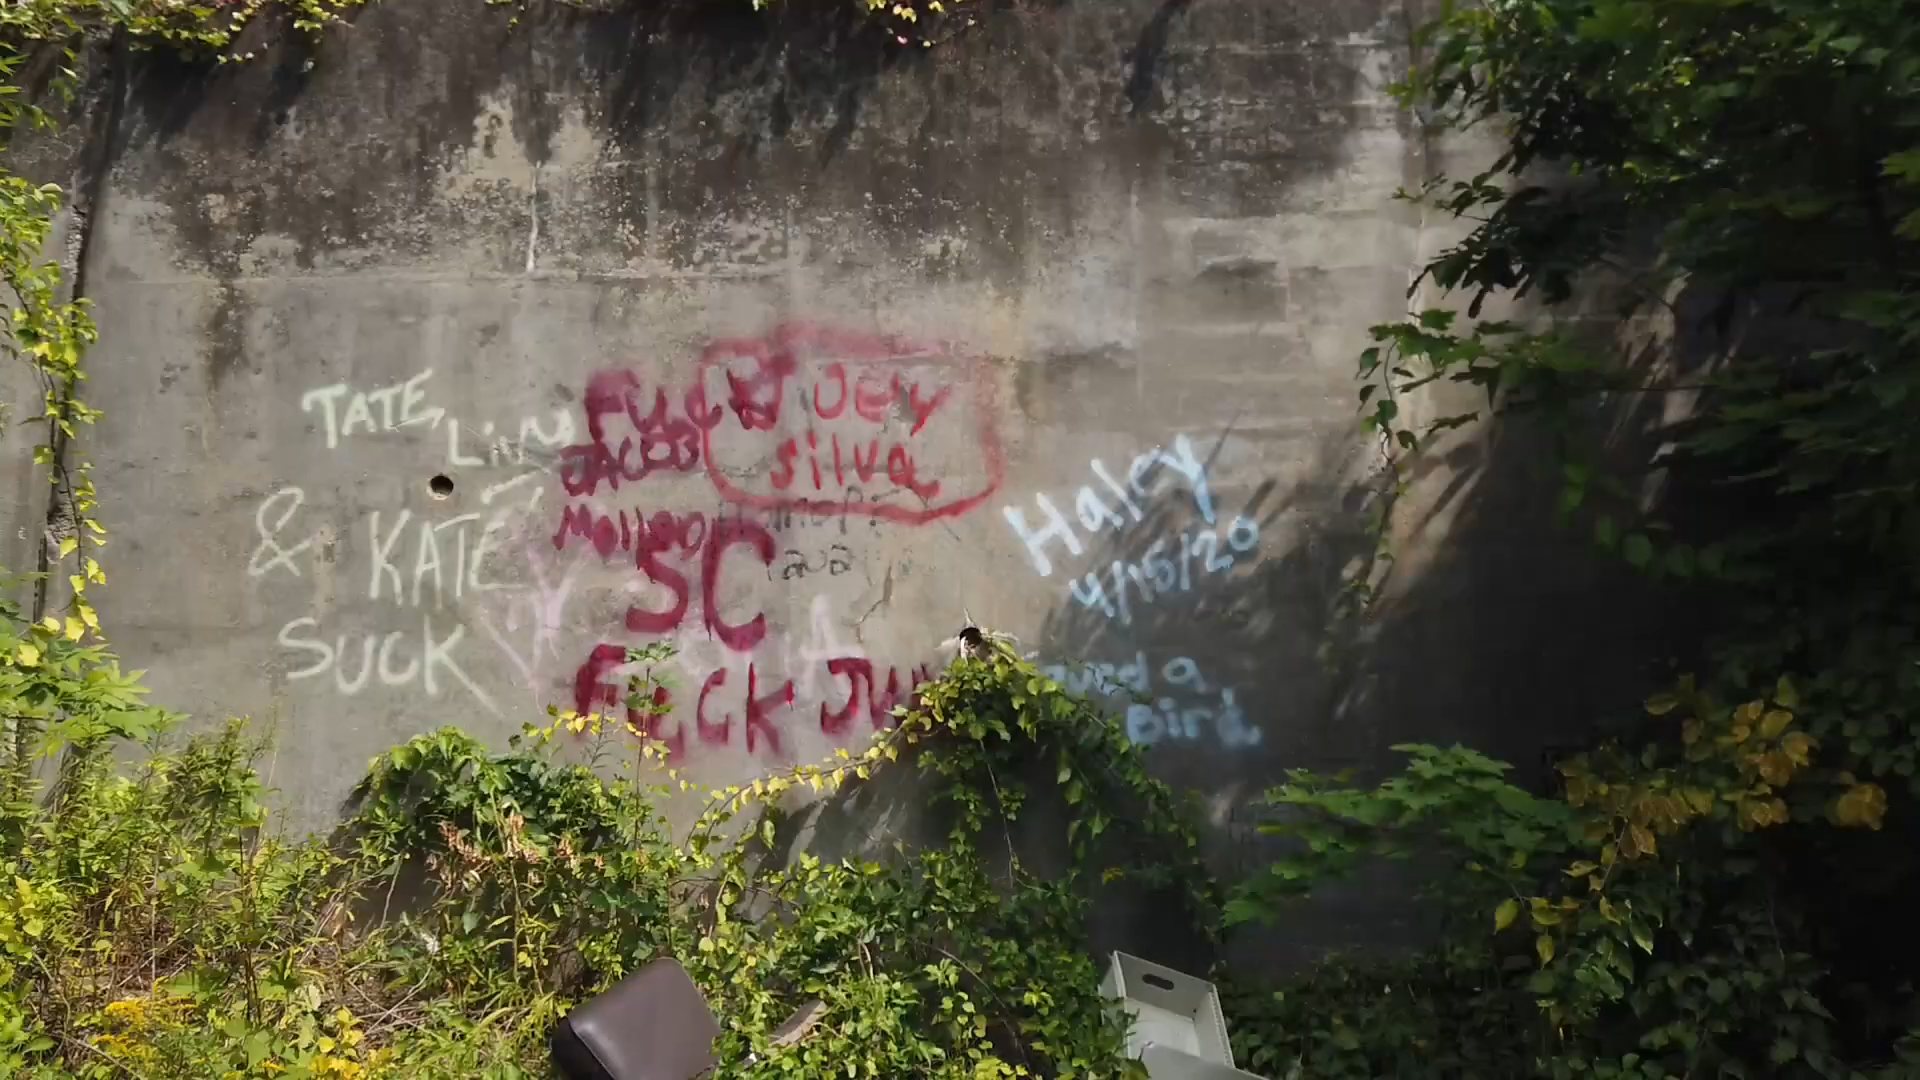 TATE,
LiN
& KATE
SUCK
FUCK
JACOB
Joey
silva
SC
FUCK
Haley
4/15/20
a
Bird